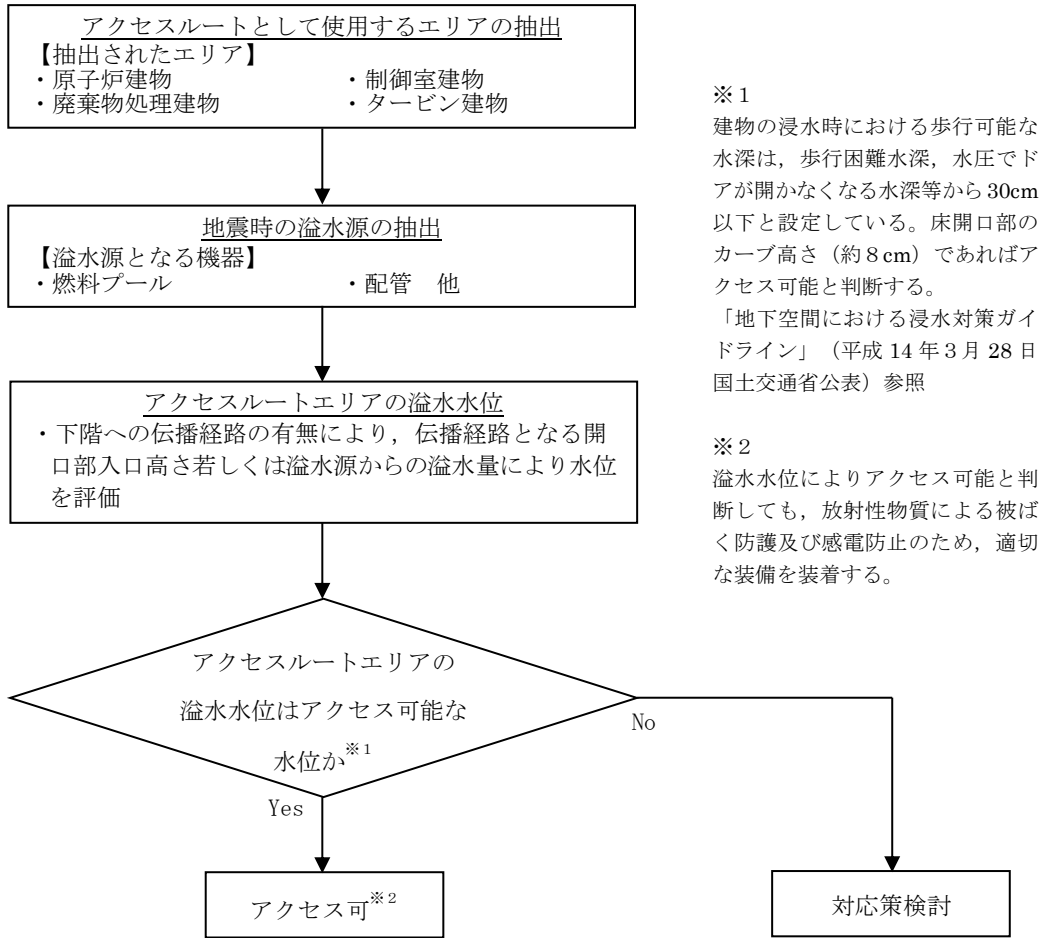 アクセスルートとして使用するエリアの抽出
【抽出されたエリア】
・原子炉建物　・制御室建物
・廃棄物処理建物　・タービン建物
地震時の溢水源の抽出
【溢水源となる機器】
・燃料プール　・配管　他
アクセスルートエリアの溢水水位
・下階への伝播経路の有無により，伝播経路となる開
口部入口高さ若しくは溢水源からの溢水量により水位
を評価
アクセスルートエリアの
溢水水位はアクセス可能な
水位か※1
No
Yes
アクセス可※2
対応策検討
※１
建物の浸水時における歩行可能な
水深は，歩行困難水深，水圧でド
アが開かなくなる水深等から 30cm
以下と設定している。床開口部の
カーブ高さ（約８cm）であればア
クセス可能と判断する。
「地下空間における浸水対策ガイ
ドライン」（平成 14 年３月 28 日
国土交通省公表）参照
※２
溢水水位によりアクセス可能と判
断しても，放射性物質による被ば
く防護及び感電防止のため，適切
な装備を装着する。